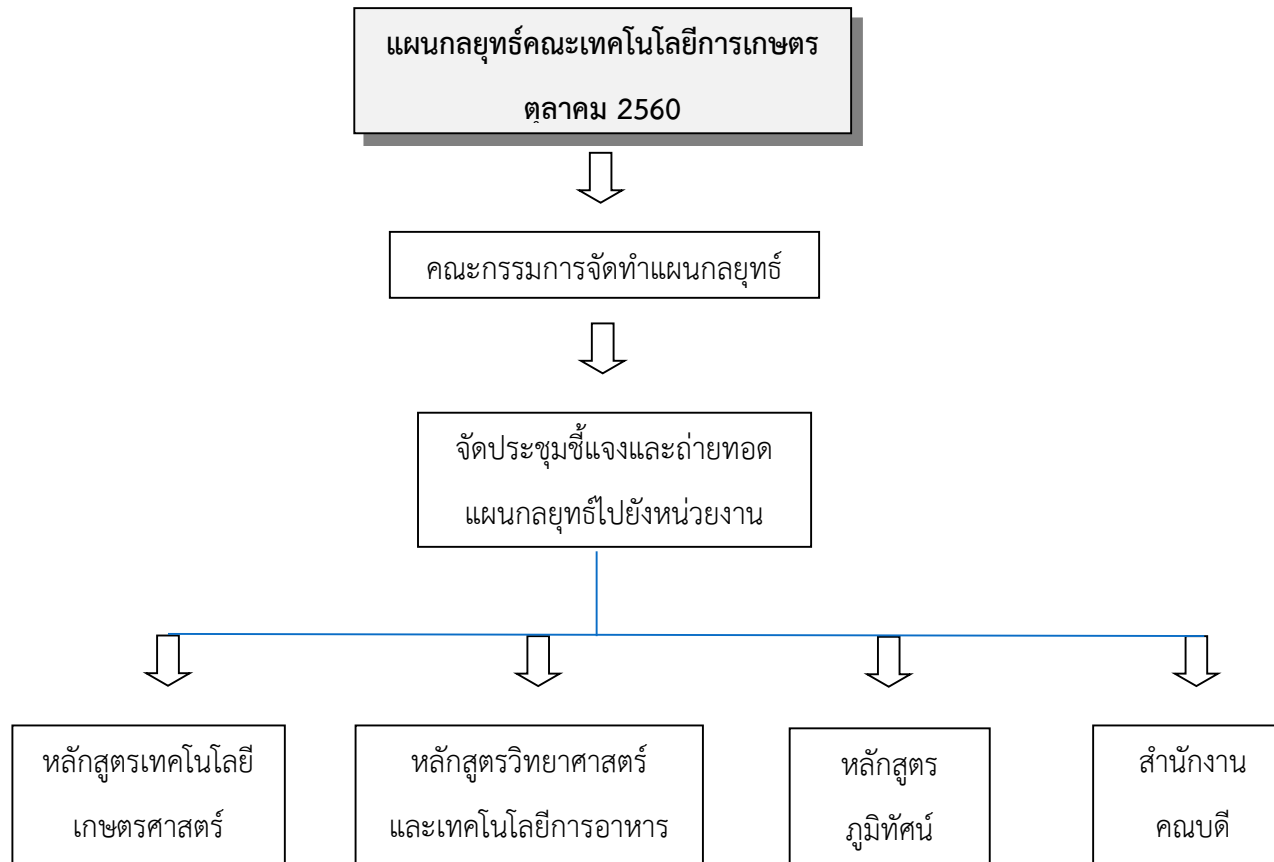 แผนกลยุทธ์คณะเทคโนโลยีการเกษตร
ตุลาคม 2560
คณะกรรมการจัดทำแผนกลยุทธ์
จัดประชุมชี้แจงและถ่ายทอด
แผนกลยุทธ์ไปยังหน่วยงาน
หลักสูตรเทคโนโลยี
เกษตรศาสตร์
หลักสูตรวิทยาศาสตร์
และเทคโนโลยีการอาหาร
หลักสูตร
ภูมิทัศน์
สำนักงาน
คณบดี